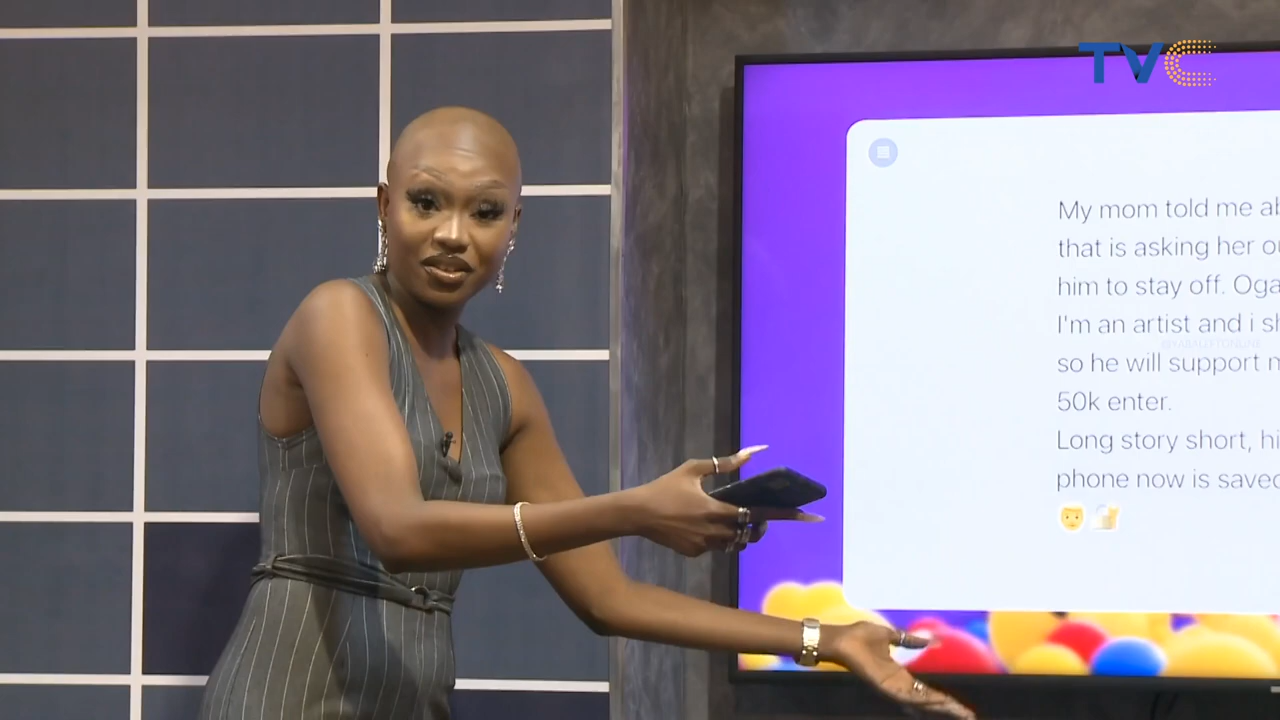 TVC
My mom told me ab
that is asking her ou
him to stay off. Oga
I'm an artist and i sh
so he will support m
50k enter.
Long story short, hi
phone now is saved